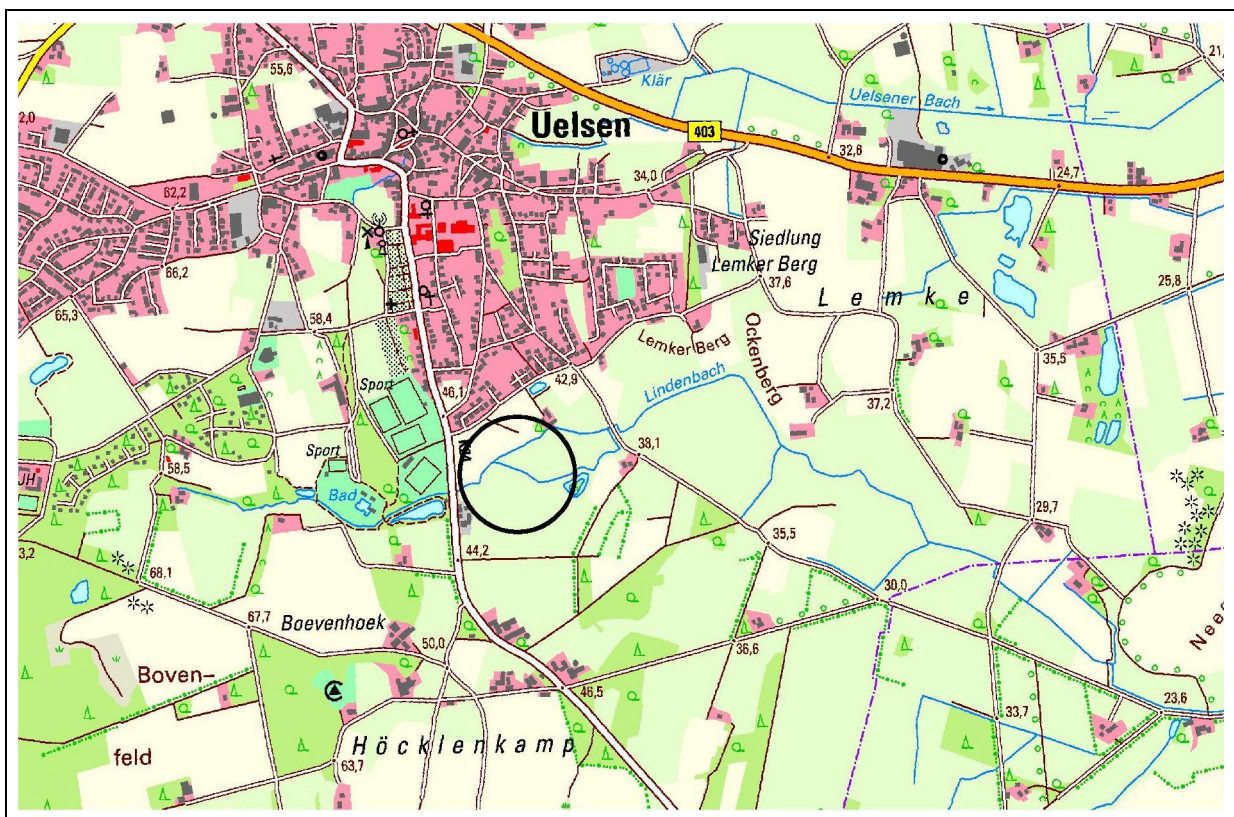 55,6
Klär
Uelsener Bach
21,
2,0
Uelsen
403
32,6
24,7
34,0
62,2
Siedlung
Lemker Berg
66,2
37,6
Lemke
25,8
65,3
58,4
Lemker Berg
Ockenberg
35,5
Sport
42,9
46,1
Lindenbach
37,2
Sport
38,1
58,5
JH
Bad
29,7
3,2
44,2
35,5
68,1
30,0
67,7
Boevenhoek
50,0
36,6
Nee
Boven-
46,5
23,6
33,7
feld
Höcklenkamp
63,7